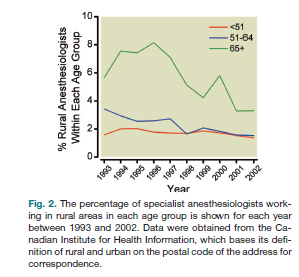 10
8
6
4
2
0
<51
51-64
65+
% Rural Anesthesiologists
Within Each Age Group
1993
1994
1995
1996
1997
1998
1999
2000
2001
2002
Year
Fig. 2. The percentage of specialist anesthesiologists work-
ing in rural areas in each age group is shown for each year
between 1993 and 2002. Data were obtained from the Ca-
nadian Institute for Health Information, which bases its defi-
nition of rural and urban on the postal code of the address for
correspondence.